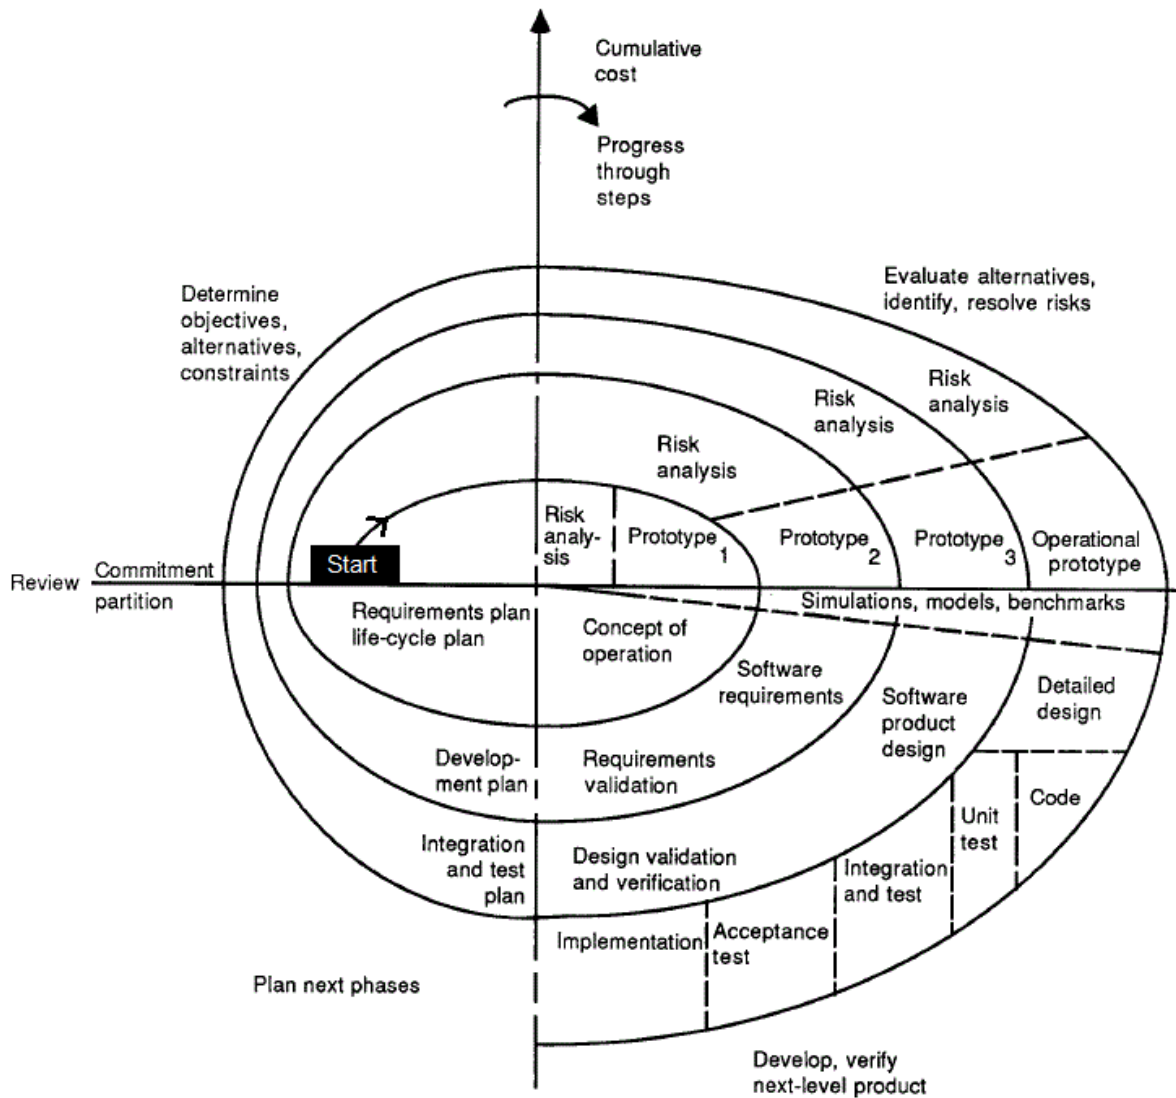 Cumulative
cost
Progress
through
steps
Evaluate alternatives,
identify, resolve risks
Determine
objectives,
alternatives,
constraints
Risk
analysis
Risk
analysis
Risk
analysis
Risk
analy-
sis
Prototype
1
Prototype
2
Prototype
3
Operational
prototype
Start
Review
Commitment
partition
Simulations, models, benchmarks
Requirements plan
life-cycle plan
Concept of
operation
Software
requirements
Software
product
design
Detailed
design
Develop-
ment plan
Requirements
validation
Code
Unit
test
Integration
and test
plan
Design validation
and verification
Integration
and test
Acceptance
test
Implementation
Plan next phases
Develop, verify
next-level product